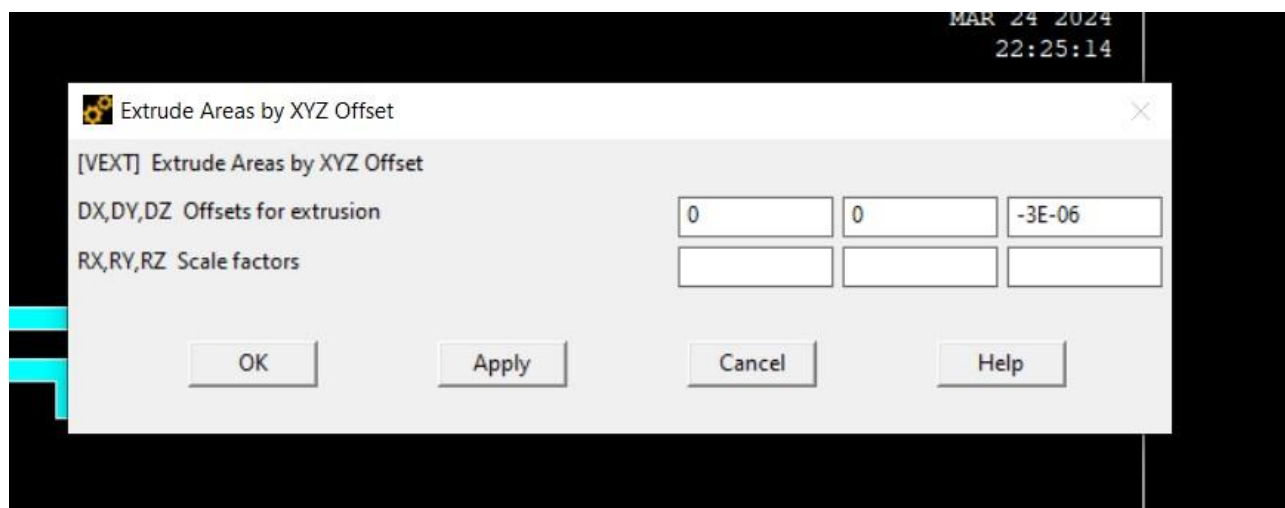 MAR 24 2024
22:25:14
Extrude Areas by XYZ Offset
[VEXT] Extrude Areas by XYZ Offset
DX,DY,DZ Offsets for extrusion 0 0 -3E-06
RX,RY,RZ Scale factors
OK Apply Cancel Help